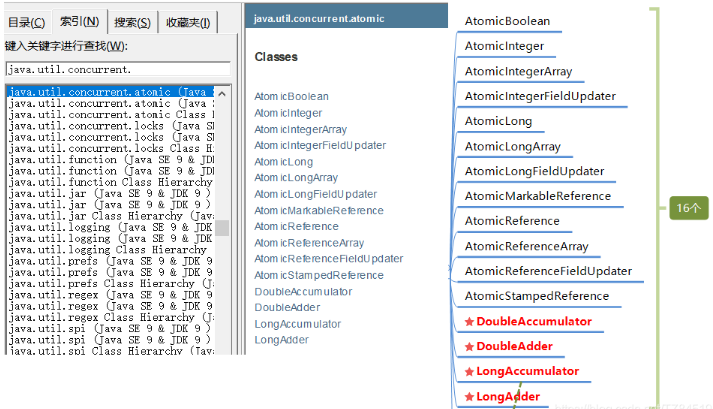 目录(C) 索引(N) 搜索(S) 收藏夹(I)
键入关键字进行查找(W):
java.util.concurrent.
java.util.concurrent.atomic (Java S
java.util.concurrent.atomic (Java S
java.util.concurrent.atomic Class H
java.util.concurrent.locks (Java SE
java.util.concurrent.locks (Java SE
java.util.concurrent.locks Class Hi
java.util.function (Java SE 9 & JDK
java.util.function (Java SE 9 & JDK
java.util.function Class Hierarchy
java.util.jar (Java SE 9 & JDK 9 )
java.util.jar (Java SE 9 & JDK 9 )
java.util.jar Class Hierarchy (Java
java.util.logging (Java SE 9 & JDK
java.util.logging (Java SE 9 & JDK
java.util.logging Class Hierarchy
java.util.prefs (Java SE 9 & JDK 9
java.util.prefs (Java SE 9 & JDK 9
java.util.prefs Class Hierarchy (Ja
java.util.regex (Java SE 9 & JDK 9
java.util.regex (Java SE 9 & JDK 9
java.util.regex Class Hierarchy (Ja
java.util.spi (Java SE 9 & JDK 9 )
java.util.spi (Java SE 9 & JDK 9 )
java.util.spi Class Hierarchy (Java
java.util.concurrent.atomic
Classes
AtomicBoolean
AtomicInteger
AtomicIntegerArray
AtomicIntegerFieldUpdater
AtomicLong
AtomicLongArray
AtomicLongFieldUpdater
AtomicMarkableReference
AtomicReference
AtomicReferenceArray
AtomicReferenceFieldUpdater
AtomicStampedReference
DoubleAccumulator
DoubleAdder
LongAccumulator
LongAdder
AtomicBoolean
AtomicInteger
AtomicIntegerArray
AtomicIntegerFieldUpdater
AtomicLong
AtomicLongArray
AtomicLongFieldUpdater
AtomicMarkableReference
AtomicReference
AtomicReferenceArray
AtomicReferenceFieldUpdater
AtomicStampedReference
DoubleAccumulator
DoubleAdder
LongAccumulator
LongAdder
16个